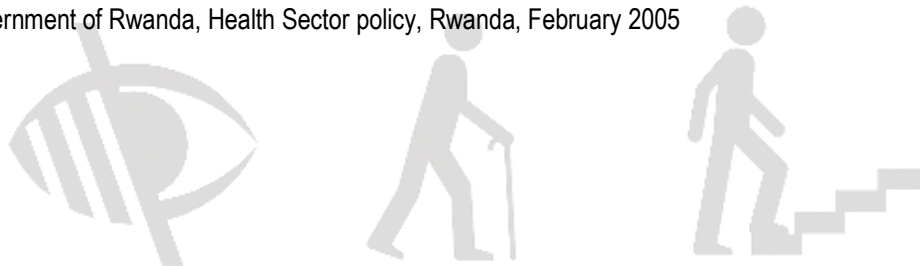 ernment of Rwanda, Health Sector policy, Rwanda, February 2005